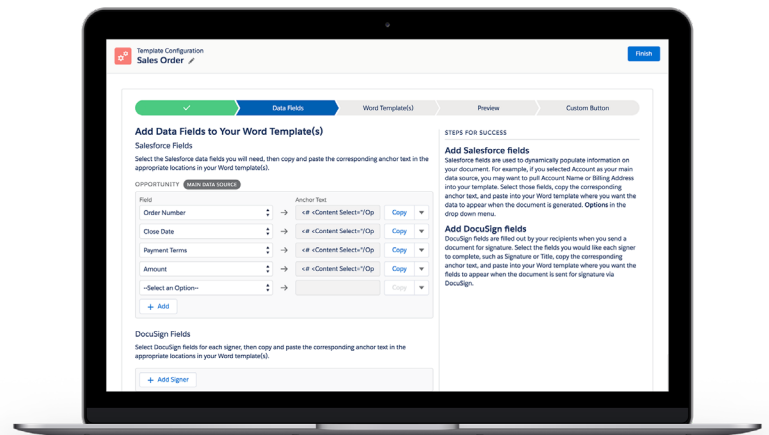 Template Configuration
Sales Order
Finish
Data Fields
Word Template(s)
Preview
Custom Button
Add Data Fields to Your Word Template(s)
Salesforce Fields
Select the Salesforce data fields you will need, then copy and paste the corresponding anchor text in the
appropriate locations in your Word template(s).
OPPORTUNITY MAIN DATA SOURCE
Field Anchor Text
Order Number <# <Content Select="/Op Copy
Close Date <# <Content Select="/Op Copy
Payment Terms <# <Content Select="/Op Copy
Amount <# <Content Select="/Op Copy
--Select an Option-- Copy
+ Add
DocuSign Fields
Select DocuSign fields for each signer, then copy and paste the corresponding anchor text in the
appropriate locations in your Word template(s).
+ Add Signer
STEPS FOR SUCCESS
Add Salesforce fields
Salesforce fields are used to dynamically populate information on
your document. For example, if you selected Account as your main
data source, you may want to pull Account Name or Billing Address
into your template. Select those fields, copy the corresponding
anchor text, and paste into your Word template where you want the
data to appear when the document is generated. Options in the
drop down menu.
Add DocuSign fields
DocuSign fields are filled out by your recipients when you send a
document for signature. Select the fields you would like each signer
to complete, such as Signature or Title, copy the corresponding
anchor text, and paste into your Word template where you want the
fields to appear when the document is sent for signature via
DocuSign.